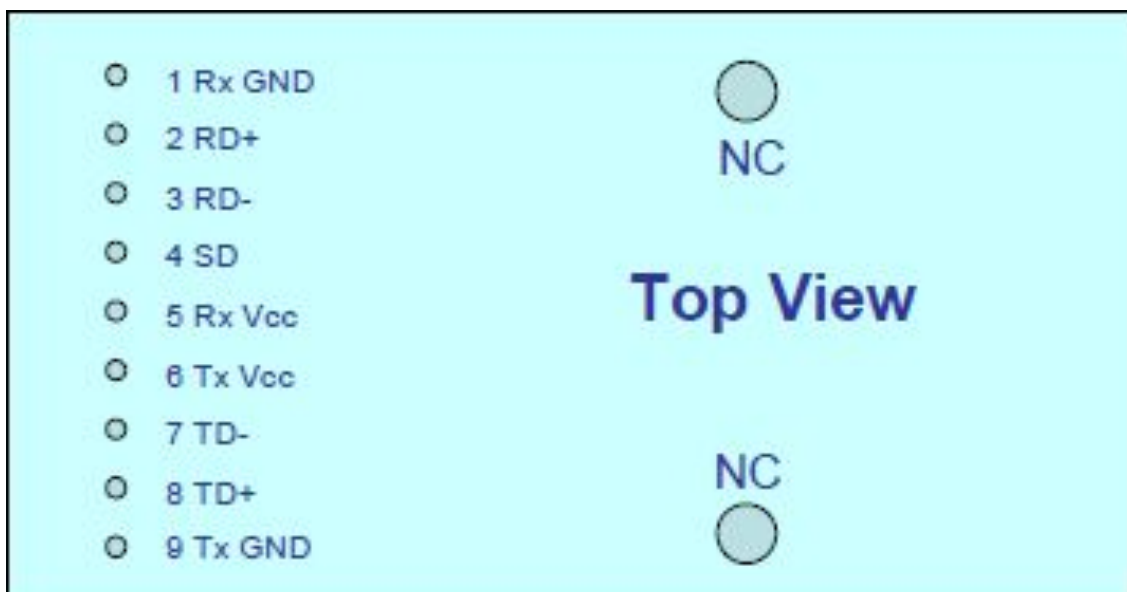 1 Rx GND
2 RD+
NC
3 RD-
4 SD
Top View
5 Rx Vcc
6 Tx Vcc
7 TD-
NC
8 TD+
9 Tx GND